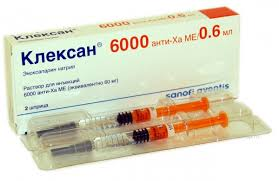 Клексан® 6000 анти-Ха МЕ/0.6 мл
Эноксапарин натрия
Раствор для инъекций
6000 анти-Ха МЕ (эквивалентно 60 мг)
2 шприца
sanofi aventis